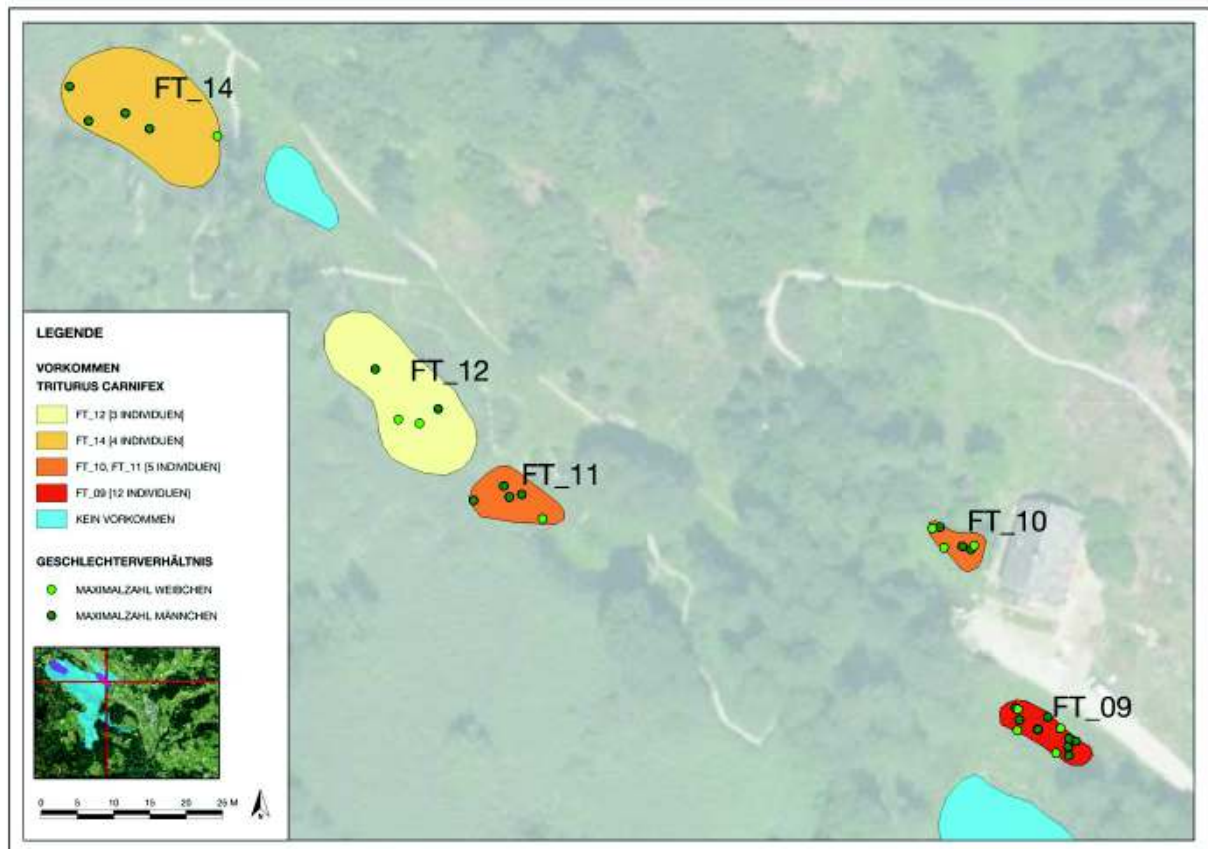 FT_14
FT_12
FT_11
FT_10
FT_09
LEGENDE
VORKOMMEN
TRITURUS CARNIFEX
FT_12 [3 INDIVIDUEN]
FT_14 [4 INDIVIDUEN]
FT_10, FT_11 [5 INDIVIDUEN]
FT_09 [12 INDIVIDUEN]
KEIN VORKOMMEN
GESCHLECHTERVERHÄLTNIS
MAXIMALZAHL WEIBCHEN
MAXIMALZAHL MÄNNCHEN
0 5 10 15 20 25 M
N